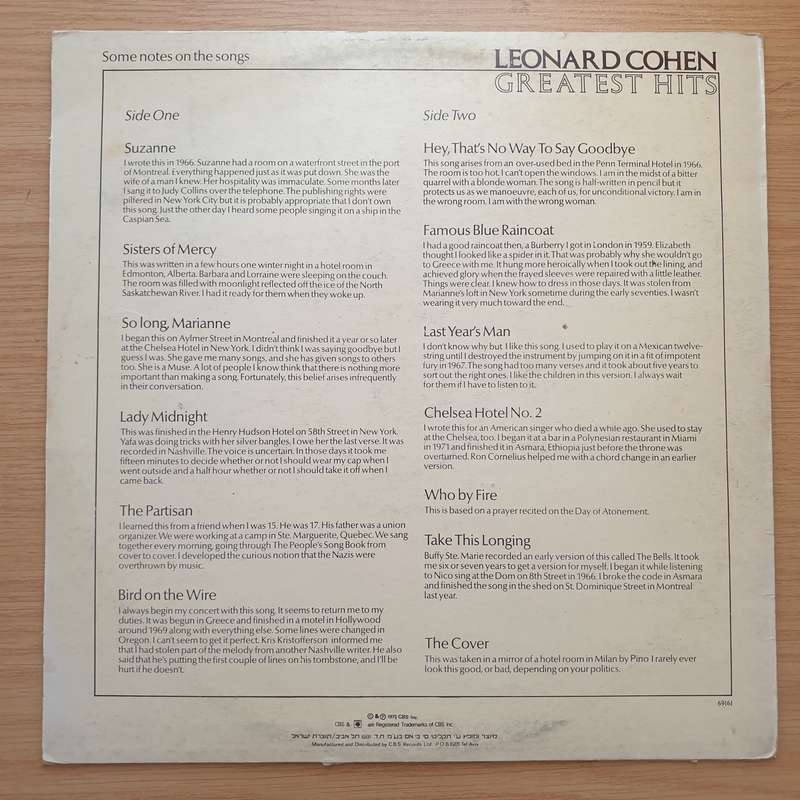 Some notes on the songs
LEONARD COHEN
GREATEST HITS
Side One
Suzanne
I wrote this in 1966. Suzanne had a room on a waterfront street in the port
of Montreal. Everything happened just as it was put down. She was the
wife of a man I knew. Her hospitality was immaculate. Some months later
I sang it to Judy Collins over the telephone. The publishing rights were
pilfered in New York City but it is probably appropriate that I don't own
this song. Just the other day I heard some people singing it on a ship in the
Caspian Sea.
Sisters of Mercy
This was written in a few hours one winter night in a hotel room in
Edmonton, Alberta. Barbara and Lorraine were sleeping on the couch.
The room was filled with moonlight reflected off the ice of the North
Saskatchewan River. I had it ready for them when they woke up.
So long, Marianne
I began this on Aylmer Street in Montreal and finished it a year or so later
at the Chelsea Hotel in New York. I didn't think I was saying goodbye but I
guess I was. She gave me many songs, and she has given songs to others
too. She is a Muse. A lot of people I know think that there is nothing more
important than making a song. Fortunately, this belief arises infrequently
in their conversation.
Lady Midnight
This was finished in the Henry Hudson Hotel on 58th Street in New York.
Yafa was doing tricks with her silver bangles. I owe her the last verse. It was
recorded in Nashville. The voice is uncertain. In those days it took me
fifteen minutes to decide whether or not I should wear my cap when I
went outside and a half hour whether or not I should take it off when I
came back.
The Partisan
I learned this from a friend when I was 15. He was 17. His father was a union
organizer. We were working at a camp in Ste. Marguerite, Quebec. We sang
together every morning, going through The People's Song Book from
cover to cover. I developed the curious notion that the Nazis were
overthrown by music.
Bird on the Wire
I always begin my concert with this song. It seems to return me to my
duties. It was begun in Greece and finished in a motel in Hollywood
around 1969 along with everything else. Some lines were changed in
Oregon. I can't seem to get it perfect. Kris Kristofferson informed me
that I had stolen part of the melody from another Nashville writer. He also
said that he's putting the first couple of lines on his tombstone, and I'll be
hurt if he doesn't.
Side Two
Hey, That's No Way To Say Goodbye
This song arises from an over-used bed in the Penn Terminal Hotel in 1966.
The room is too hot. I can't open the windows. I am in the midst of a bitter
quarrel with a blonde woman. The song is half-written in pencil but it
protects us as we manoeuvre, each of us, for unconditional victory. I am in
the wrong room. I am with the wrong woman.
Famous Blue Raincoat
I had a good raincoat then, a Burberry I got in London in 1959. Elizabeth
thought I looked like a spider in it. That was probably why she wouldn't go
to Greece with me. It hung more heroically when I took out the lining, and
achieved glory when the frayed sleeves were repaired with a little leather.
Things were clear. I knew how to dress in those days. It was stolen from
Marianne's loft in New York sometime during the early seventies. I wasn't
wearing it very much toward the end.
Last Year's Man
I don't know why but I like this song. I used to play it on a Mexican twelve-
string until I destroyed the instrument by jumping on it in a fit of impotent
fury in 1967. The song had too many verses and it took about five years to
sort out the right ones. I like the children in this version. I always wait
for them if I have to listen to it.
Chelsea Hotel No. 2
I wrote this for an American singer who died a while ago. She used to stay
at the Chelsea, too. I began it at a bar in a Polynesian restaurant in Miami
in 1971 and finished it in Asmara, Ethiopia just before the throne was
overturned. Ron Cornelius helped me with a chord change in an earlier
version.
Who by Fire
This is based on a prayer recited on the Day of Atonement.
Take This Longing
Buffy Ste. Marie recorded an early version of this called The Bells. It took
me six or seven years to get a version for myself. I began it while listening
to Nico sing at the Dom on 8th Street in 1966. I broke the code in Asmara
and finished the song in the shed on St. Dominique Street in Montreal
last year.
The Cover
This was taken in a mirror of a hotel room in Milan by Pino I rarely ever
look this good, or bad, depending on your politics.
69161
© & ℗ 1975 CBS Inc.
CBS & are Registered Trademarks of CBS Inc
מיוצר ומופץ ע״י תקליטי סי בי אס בע״מ ת.ד. תל אביב/תוצרת ישראל
Manufactured and Distributed by C.B.S. Records Ltd. P.O.B Tel Aviv